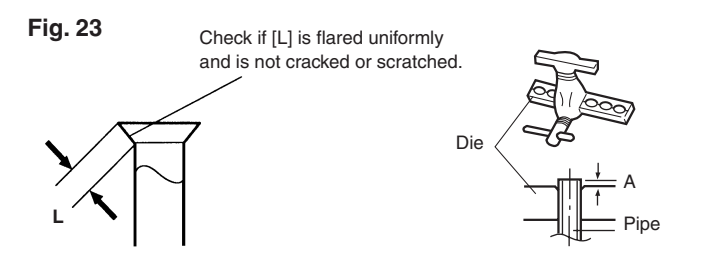 Fig. 23
Check if [L] is flared uniformly
and is not cracked or scratched.
L
Die
A
Pipe